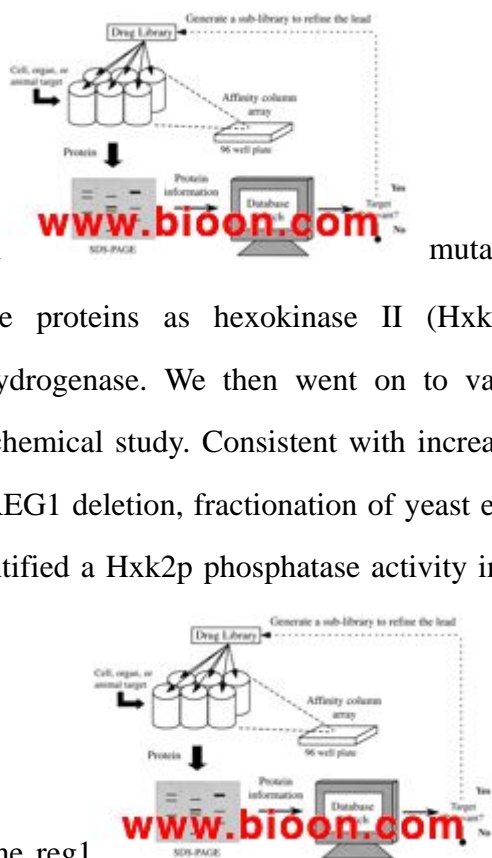 Generate a sub-library to refine the lead
Drug Library
Cell, organ, or
animal target
Affinity column
array
96 well plate
Protein
Protein
information
Yes
Database
Target
No
www.bioon.com
SDS-PAGE
muta
e proteins as hexokinase II (Hxk
ydrogenase. We then went on to va
chemical study. Consistent with increa
REG1 deletion, fractionation of yeast e
ntified a Hxk2p phosphatase activity in
Generate a sub-library to refine the lead
Drug Library
Cell, organ, or
animal target
Affinity column
array
96 well plate
Protein
Protein
information
Yes
Database
Target
No
www.bioon.com
SDS-PAGE
ne reg1